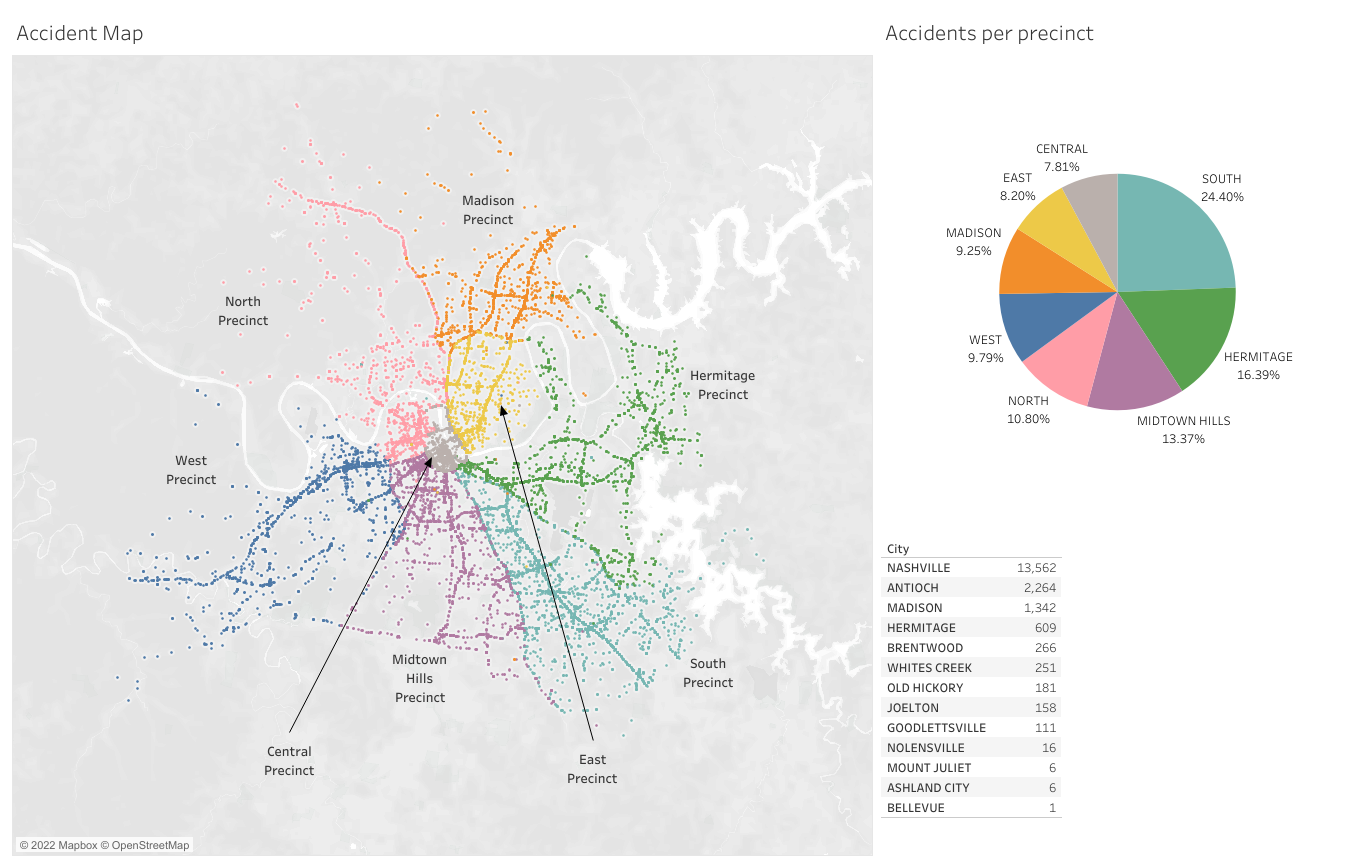 Accident Map
Accidents per precinct
Madison
Precinct
North
Precinct
Hermitage
Precinct
West
Precinct
Midtown
Hills
Precinct
South
Precinct
Central
Precinct
East
Precinct
© 2022 Mapbox © OpenStreetMap
CENTRAL
7.81%
EAST
8.20%
SOUTH
24.40%
MADISON
9.25%
WEST
9.79%
HERMITAGE
16.39%
NORTH
10.80%
MIDTOWN HILLS
13.37%
City
NASHVILLE 13,562
ANTIOCH 2,264
MADISON 1,342
HERMITAGE 609
BRENTWOOD 266
WHITES CREEK 251
OLD HICKORY 181
JOELTON 158
GOODLETTSVILLE 111
NOLENSVILLE 16
MOUNT JULIET 6
ASHLAND CITY 6
BELLEVUE 1